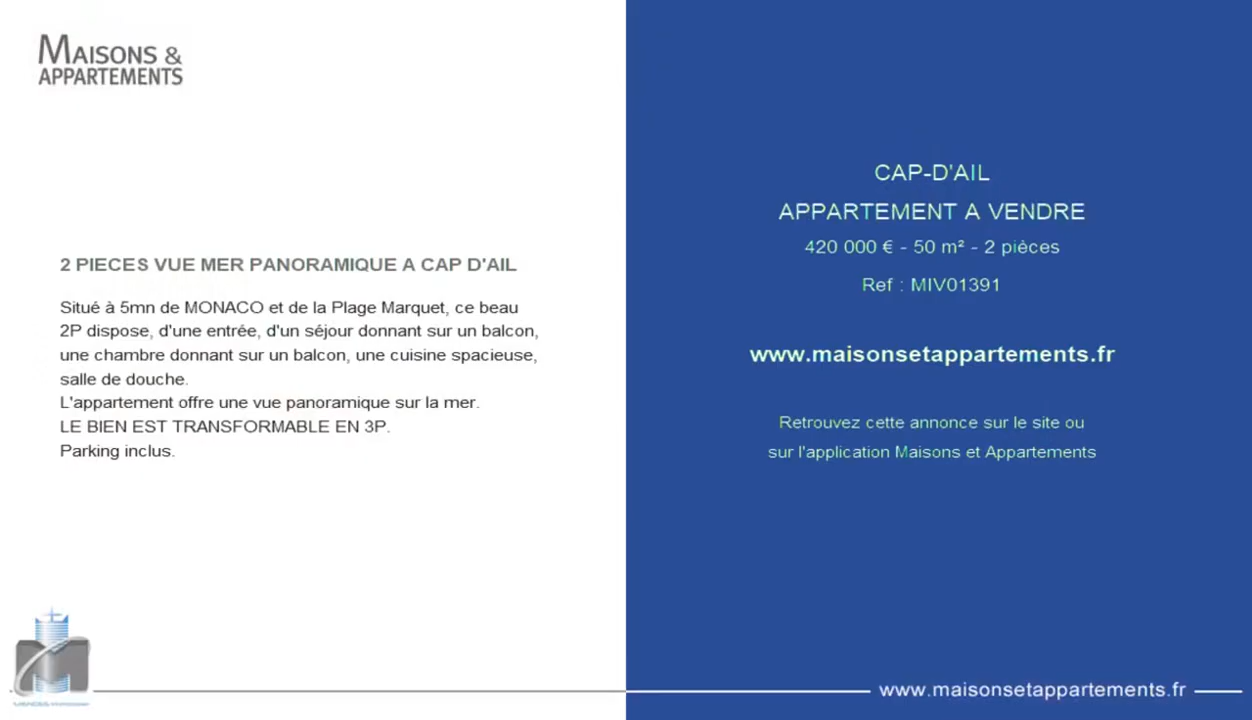 MAISONS &
APPARTEMENTS
2 PIECES VUE MER PANORAMIQUE A CAP D'AIL
Situé à 5mn de MONACO et de la Plage Marquet, ce beau
2P dispose, d'une entrée, d'un séjour donnant sur un balcon,
une chambre donnant sur un balcon, une cuisine spacieuse,
salle de douche.
L'appartement offre une vue panoramique sur la mer.
LE BIEN EST TRANSFORMABLE EN 3P.
Parking inclus.
CAP-D'AIL
APPARTEMENT A VENDRE
420 000 € - 50 m² - 2 pièces
Ref : MIV01391
www.maisonsetappartements.fr
Retrouvez cette annonce sur le site ou
sur l'application Maisons et Appartements
www.maisonsetappartements.fr